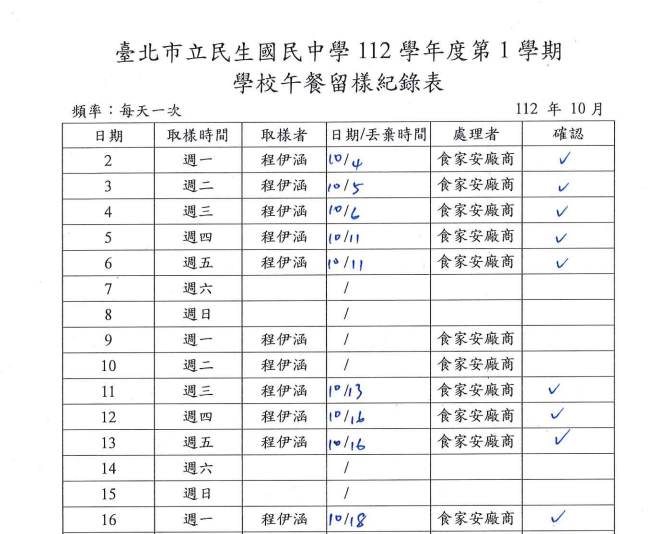 臺北市立民生國民中學 112 學年度第 1 學期
學校午餐留樣紀錄表
頻率：每天一次 112 年 10 月
日期 取樣時間 取樣者 日期/丟棄時間 處理者 確認
2 週一 程伊涵 10/4 食家安廠商 ✓
3 週二 程伊涵 10/5 食家安廠商 ✓
4 週三 程伊涵 10/6 食家安廠商 ✓
5 週四 程伊涵 10/11 食家安廠商 ✓
6 週五 程伊涵 10/11 食家安廠商 ✓
7 週六 /
8 週日 /
9 週一 程伊涵 / 食家安廠商
10 週二 程伊涵 / 食家安廠商
11 週三 程伊涵 10/13 食家安廠商 ✓
12 週四 程伊涵 10/16 食家安廠商 ✓
13 週五 程伊涵 10/16 食家安廠商 ✓
14 週六 /
15 週日 /
16 週一 程伊涵 10/18 食家安廠商 ✓